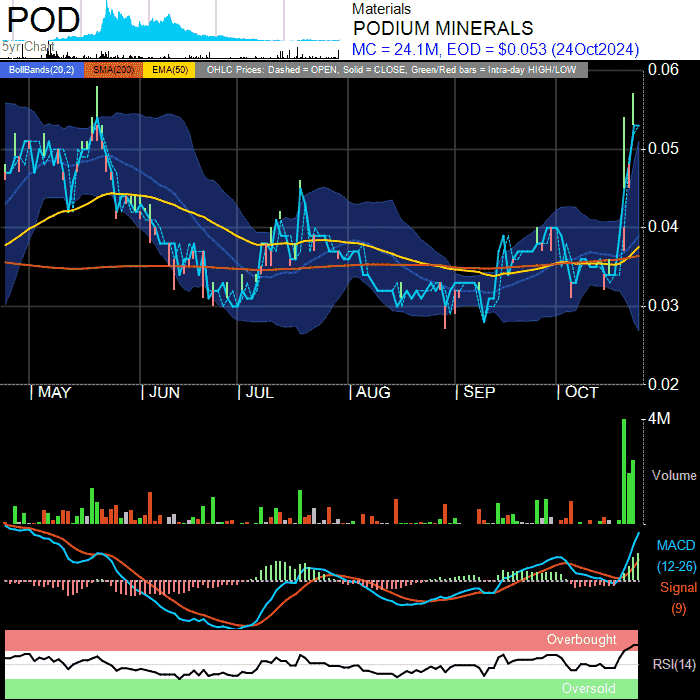 POD
5yr Chart
Materials
PODIUM MINERALS
MC = 24.1M, EOD = $0.053 (24Oct2024)
BollBands(20,2) SMA(200) EMA(50) OHLC Prices: Dashed = OPEN, Solid = CLOSE, Green/Red bars = Intra-day HIGH/LOW
0.06
0.05
0.04
0.03
0.02
| MAY | JUN | JUL | AUG | SEP | OCT
4M
Volume
MACD
(12-26)
Signal
(9)
Overbought
RSI(14)
Oversold